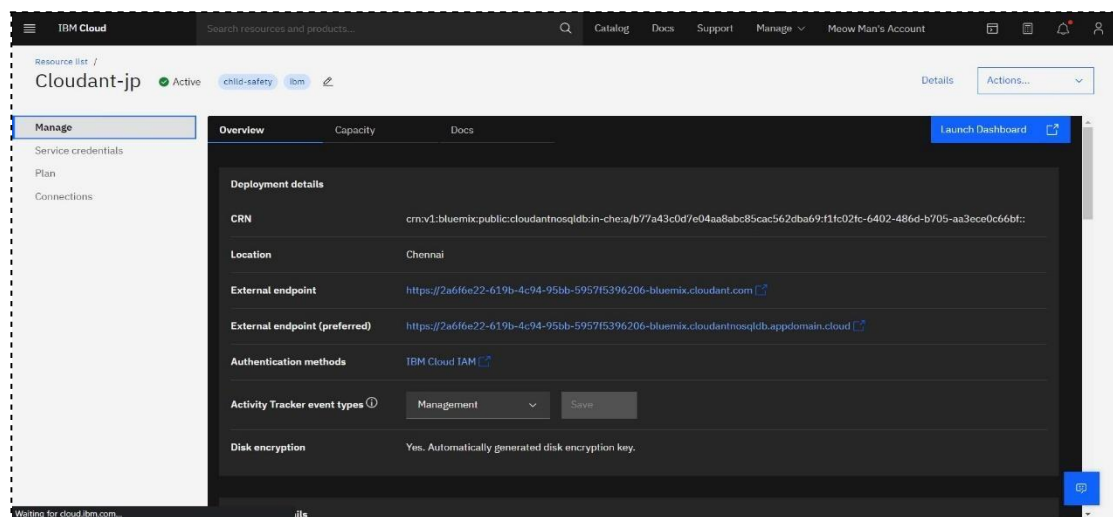 IBM Cloud
Search resources and products...
Catalog Docs Support Manage Meow Man's Account
Resource list /
Cloudant-jp Active child-safety ibm
Details Actions...
Manage
Service credentials
Plan
Connections
Overview Capacity Docs
Launch Dashboard
Deployment details
CRN crn:v1:bluemix:public:cloudantnosqldb:in-che:a/b77a43c0d7e04aa8abc85cac562dba69:f1fc02fc-6402-486d-b705-aa3ece0c66bf::
Location Chennai
External endpoint https://2a6f6e22-619b-4c94-95bb-5957f5396206-bluemix.cloudant.com
External endpoint (preferred) https://2a6f6e22-619b-4c94-95bb-5957f5396206-bluemix.cloudantnosqldb.appdomain.cloud
Authentication methods IBM Cloud IAM
Activity Tracker event types Management Save
Disk encryption Yes. Automatically generated disk encryption key.
Waiting for cloud.ibm.com...